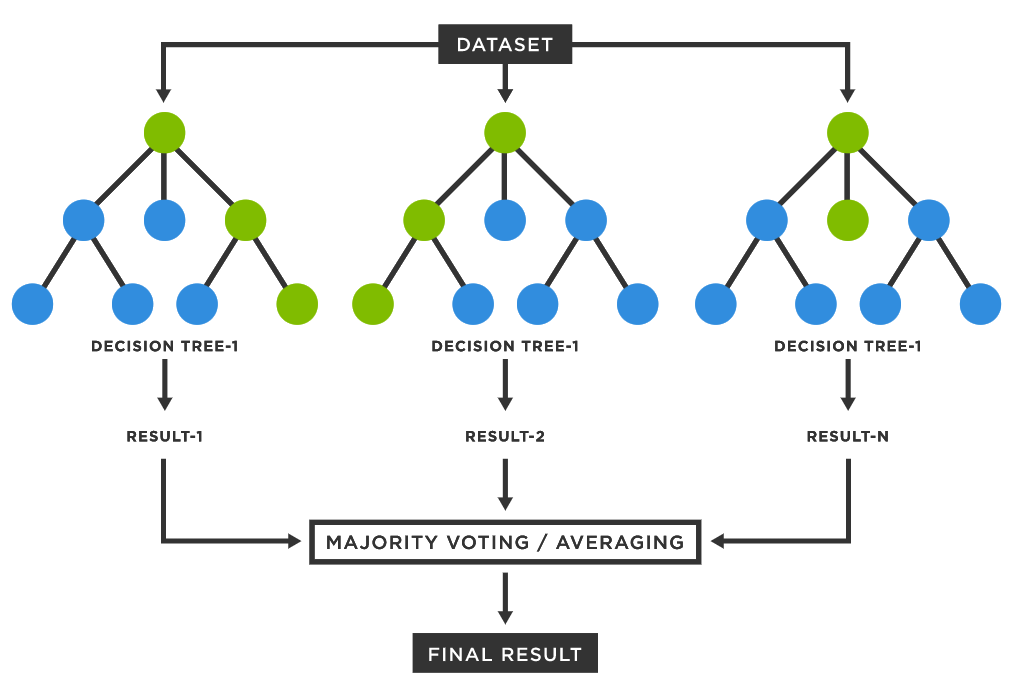 DATASET
DECISION TREE-1
DECISION TREE-1
DECISION TREE-1
RESULT-1
RESULT-2
RESULT-N
MAJORITY VOTING / AVERAGING
FINAL RESULT